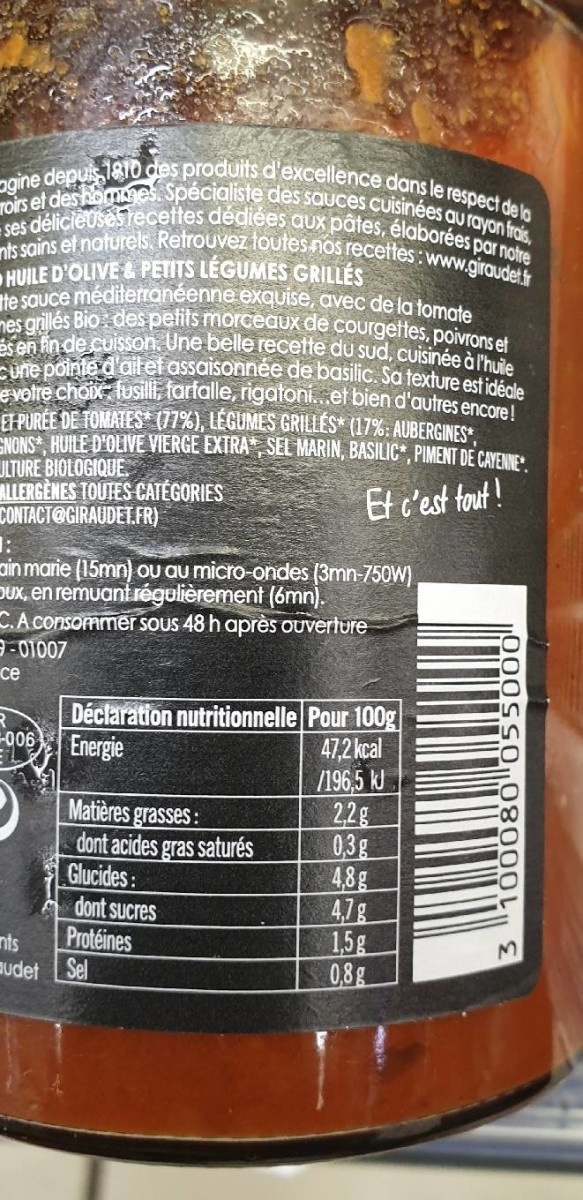 agine depuis 1910 des produits d'excellence dans le respect de la
roirs et des hommes. Spécialiste des sauces cuisinées au rayon frais,
ses délicieuses recettes dédiées aux pâtes, élaborées par notre
nts sains et naturels. Retrouvez toutes nos recettes : www.giraudet.fr
HUILE D'OLIVE & PETITS LÉGUMES GRILLÉS
tte sauce méditerranéenne exquise, avec de la tomate
mes grillés Bio : des petits morceaux de courgettes, poivrons et
és en fin de cuisson. Une belle recette du sud, cuisinée à l'huile
c une pointe d'ail et assaisonnée de basilic. Sa texture est idéale
e votre choix : fusilli, farfalle, rigatoni...et bien d'autres encore !
ET PURÉE DE TOMATES* (77%), LÉGUMES GRILLÉS* (17% : AUBERGINES*,
GNONS*, HUILE D'OLIVE VIERGE EXTRA*, SEL MARIN, BASILIC*, PIMENT DE CAYENNE*.
ULTURE BIOLOGIQUE.
ALLERGÈNES TOUTES CATÉGORIES
CONTACT@GIRAUDET.FR)
Et c'est tout !
:
ain marie (15mn) ou au micro-ondes (3mn-750W)
oux, en remuant régulièrement (6mn).
C. A consommer sous 48 h après ouverture
9 - 01007
ce
R
-006
E
Déclaration nutritionnelle Pour 100g
Energie 47,2 kcal
/196,5 kJ
Matières grasses : 2,2 g
dont acides gras saturés 0,3 g
Glucides : 4,8 g
dont sucres 4,7 g
nts Protéines 1,5 g
audet Sel 0,8 g
3 100080 055000